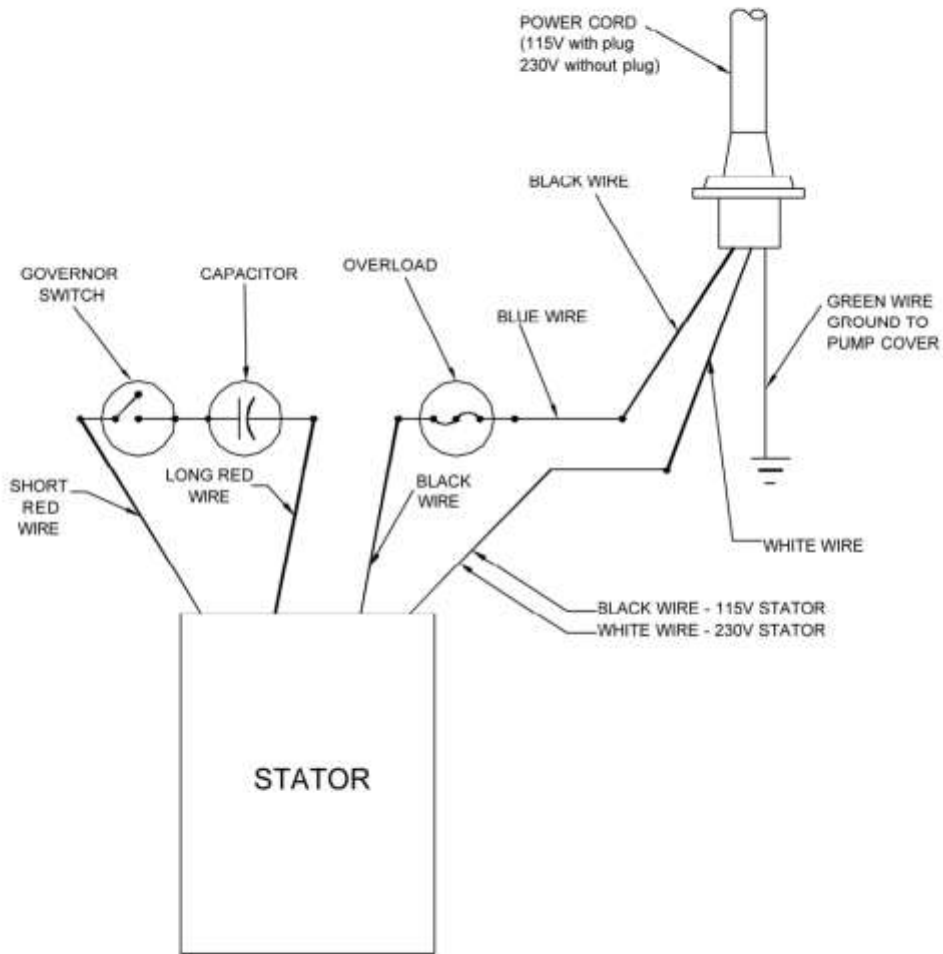 POWER CORD
(115V with plug
230V without plug)
BLACK WIRE
GOVERNOR
SWITCH
CAPACITOR
OVERLOAD
BLUE WIRE
GREEN WIRE
GROUND TO
PUMP COVER
SHORT
RED
WIRE
LONG RED
WIRE
BLACK
WIRE
WHITE WIRE
BLACK WIRE - 115V STATOR
WHITE WIRE - 230V STATOR
STATOR